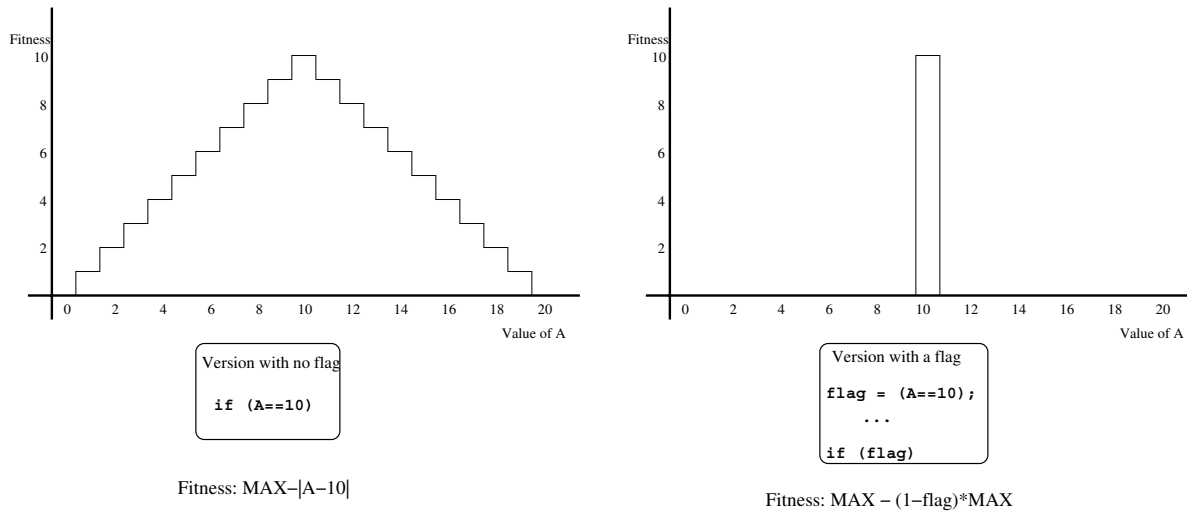 Fitness
10
8
6
4
2
0 2 4 6 8 10 12 14 16 18 20
Value of A
Version with no flag
if (A==10)
Fitness: MAX−|A−10|
Fitness
10
8
6
4
2
0 2 4 6 8 10 12 14 16 18 20
Value of A
Version with a flag
flag = (A==10);
...
if (flag)
Fitness: MAX − (1−flag)*MAX